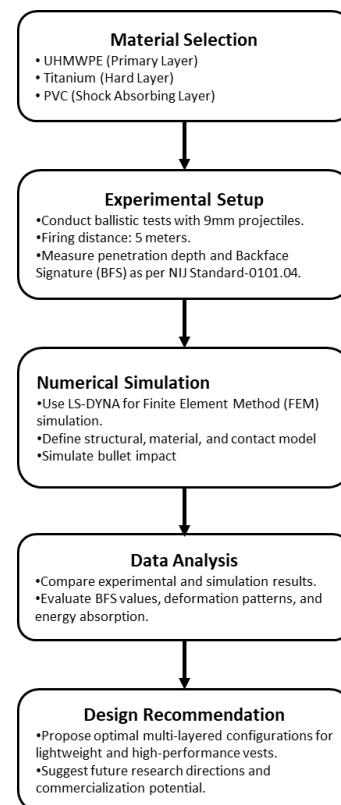 Material Selection
• UHMWPE (Primary Layer)
• Titanium (Hard Layer)
• PVC (Shock Absorbing Layer)
Experimental Setup
•Conduct ballistic tests with 9mm projectiles.
•Firing distance: 5 meters.
•Measure penetration depth and Backface
Signature (BFS) as per NIJ Standard-0101.04.
Numerical Simulation
•Use LS-DYNA for Finite Element Method (FEM)
simulation.
•Define structural, material, and contact model
•Simulate bullet impact
Data Analysis
•Compare experimental and simulation results.
•Evaluate BFS values, deformation patterns, and
energy absorption.
Design Recommendation
•Propose optimal multi-layered configurations for
lightweight and high-performance vests.
•Suggest future research directions and
commercialization potential.